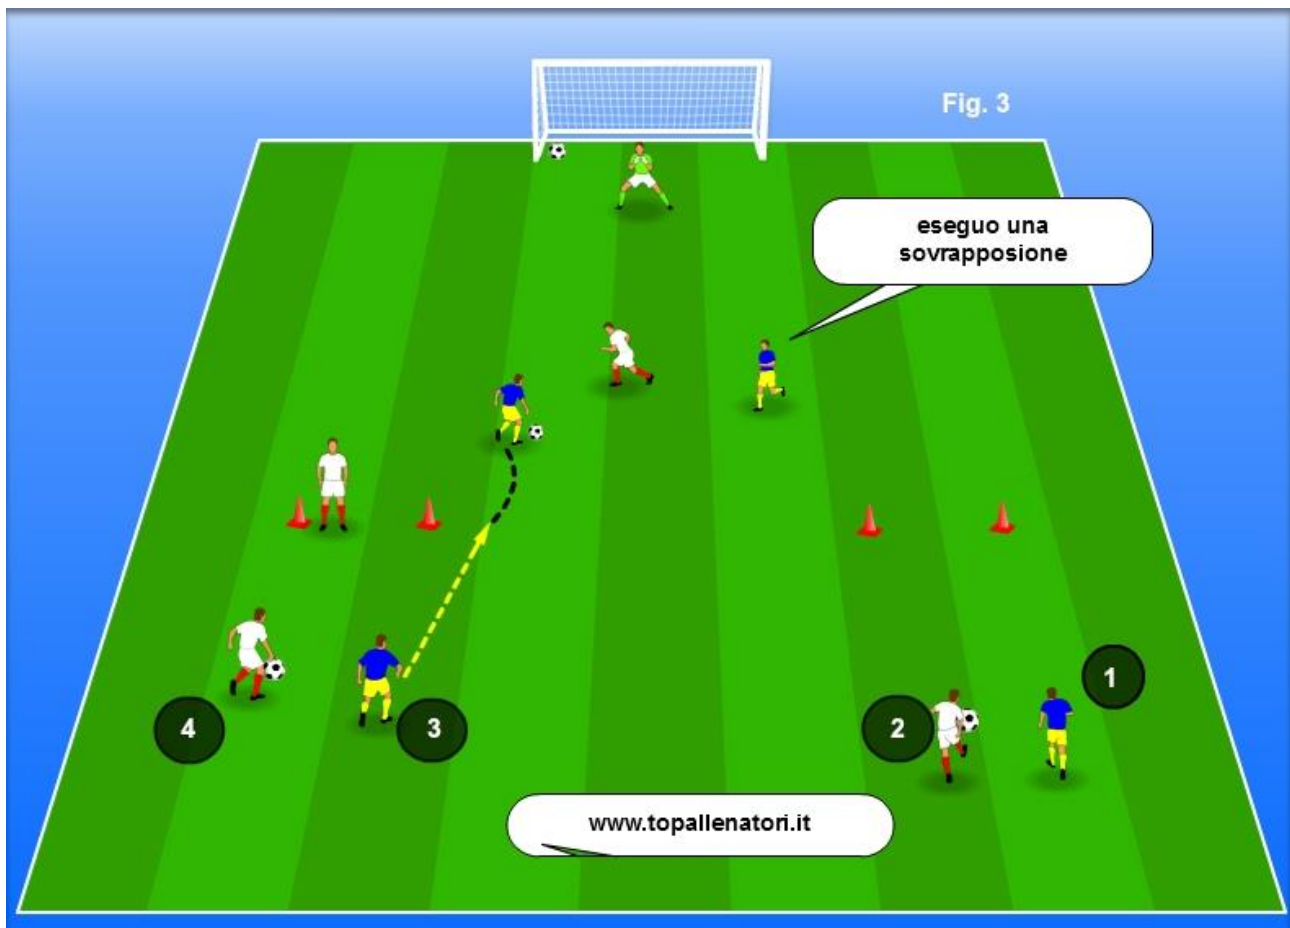 Fig. 3
eseguo una
sovrapposione
1
4
3
2
www.topallenatori.it